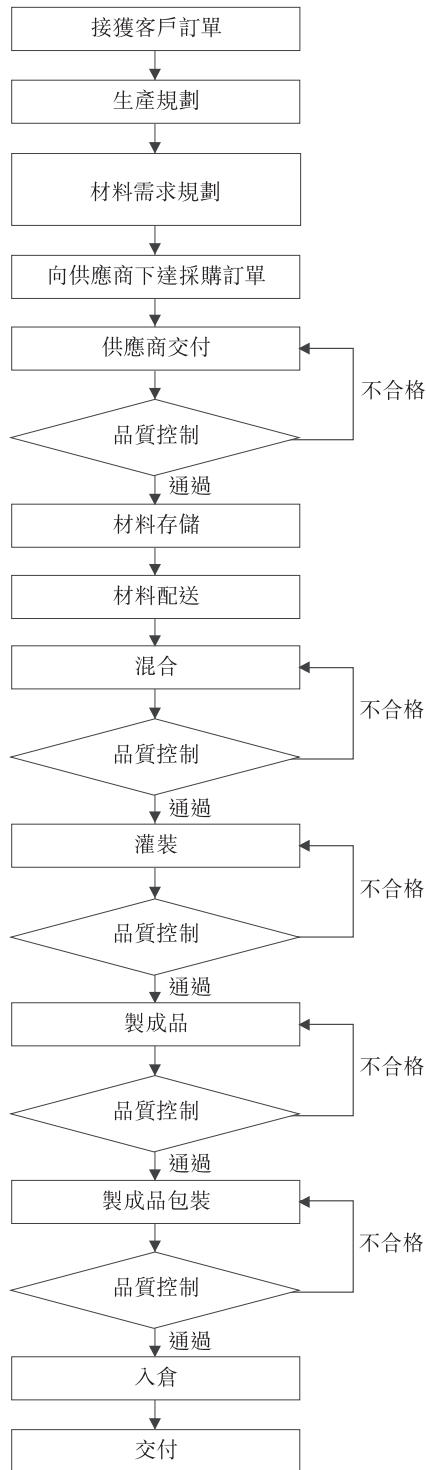 接獲客戶訂單
生產規劃
材料需求規劃
向供應商下達採購訂單
供應商交付
不合格
品質控制
通過
材料存儲
材料配送
混合
不合格
品質控制
通過
灌裝
不合格
品質控制
通過
製成品
不合格
品質控制
通過
製成品包裝
不合格
品質控制
通過
入倉
交付